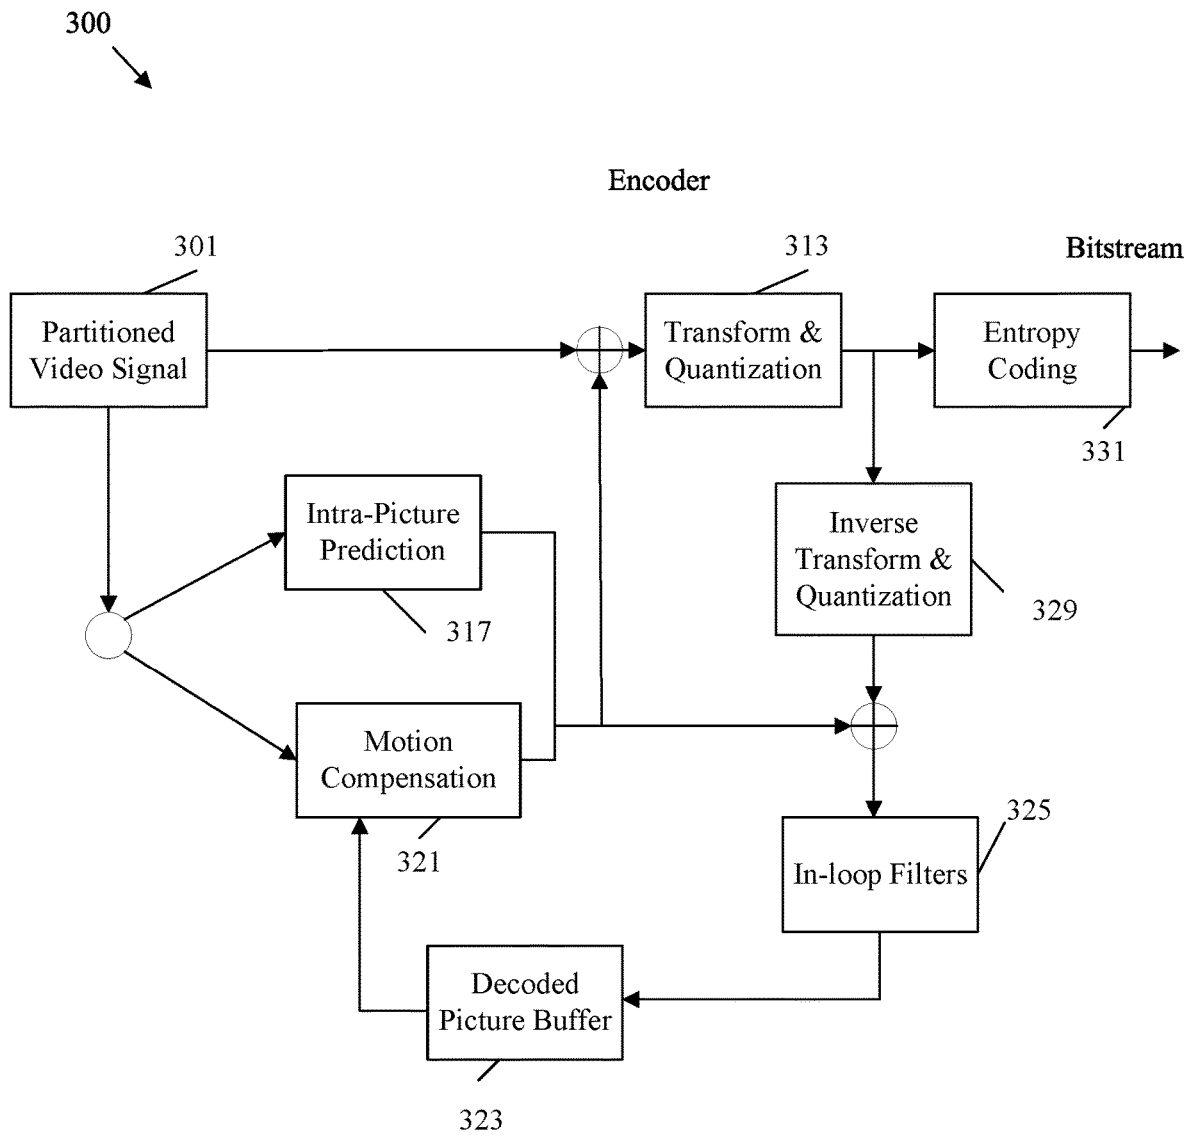 300
Encoder
301
313
Bitstream
Partitioned
Video Signal
Transform &
Quantization
Entropy
Coding
331
Intra-Picture
Prediction
317
Inverse
Transform &
Quantization
329
Motion
Compensation
321
325
In-loop Filters
Decoded
Picture Buffer
323